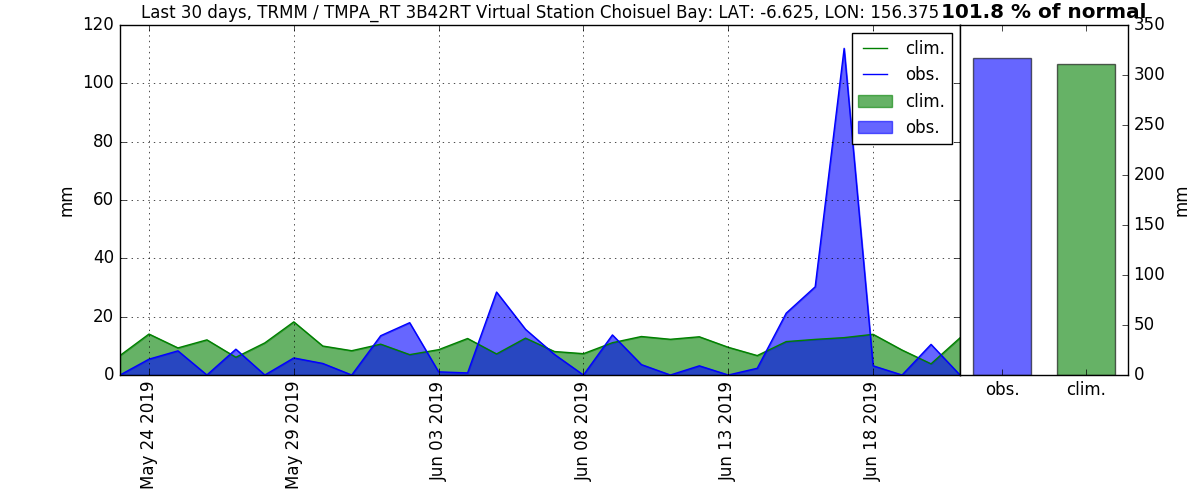 Last 30 days, TRMM / TMPA_RT 3B42RT Virtual Station Choisuel Bay: LAT: -6.625, LON: 156.375
101.8 % of normal
120
100
80
60
40
20
0
mm
clim.
obs.
clim.
obs.
May 24 2019
May 29 2019
Jun 03 2019
Jun 08 2019
Jun 13 2019
Jun 18 2019
350
300
250
200
150
100
50
0
mm
obs.
clim.